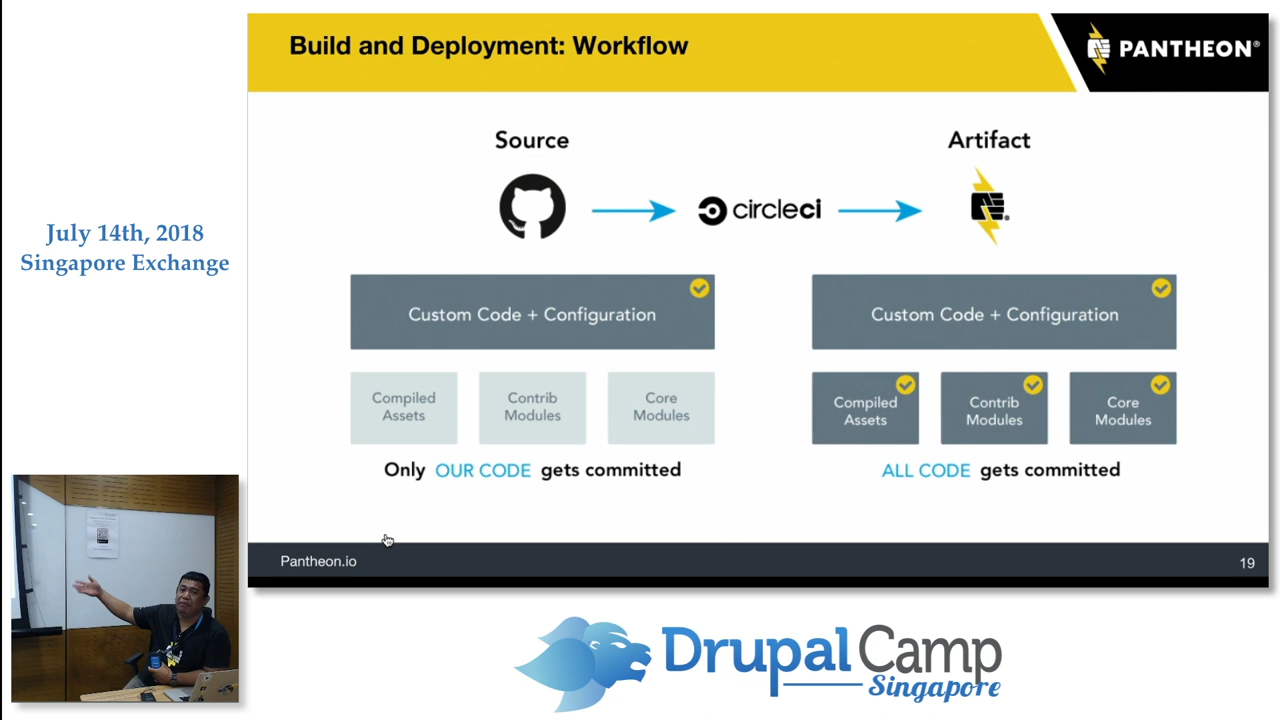 Build and Deployment: Workflow
PANTHEON®
July 14th, 2018
Singapore Exchange
Source
Artifact
circleci
Custom Code + Configuration
Custom Code + Configuration
Compiled
Assets
Contrib
Modules
Core
Modules
Compiled
Assets
Contrib
Modules
Core
Modules
Only OUR CODE gets committed
ALL CODE gets committed
Pantheon.io
19
DrupalCamp
Singapore